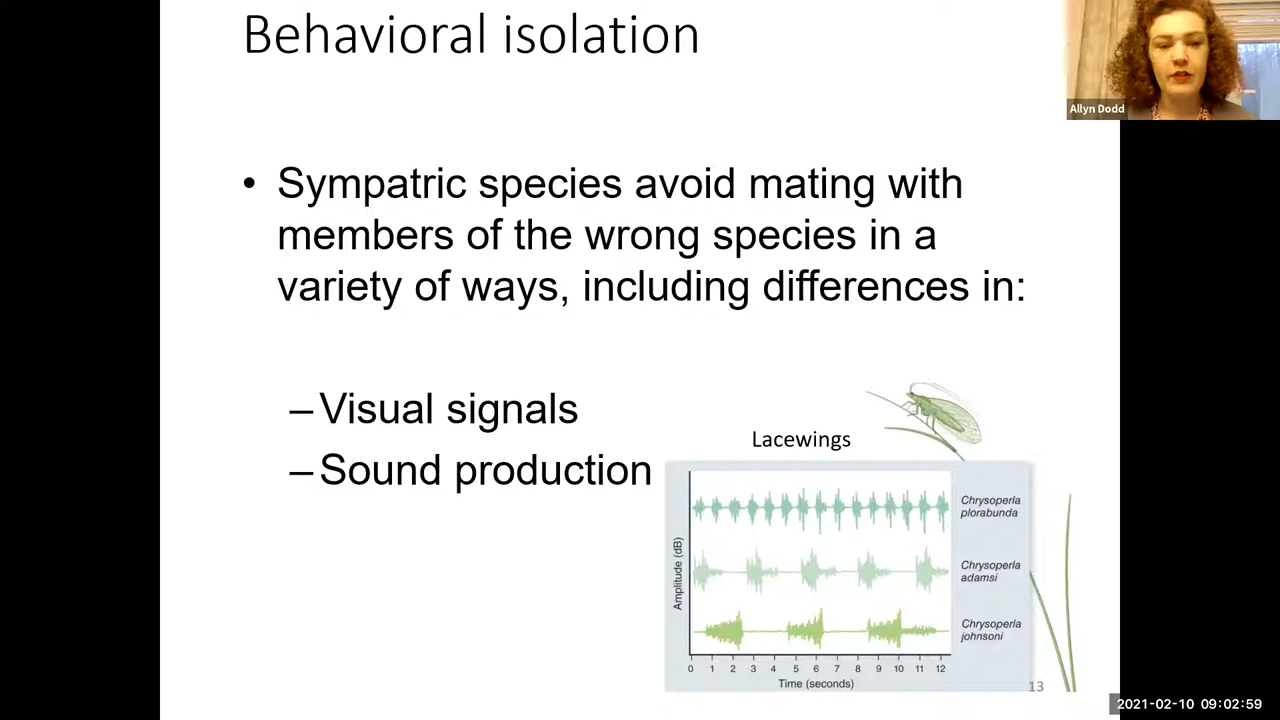 Behavioral isolation
Allyn Dodd
• Sympatric species avoid mating with
members of the wrong species in a
variety of ways, including differences in:
–Visual signals
–Sound production
Lacewings
Amplitude (dB)
Chrysoperla
plorabunda
Chrysoperla
adamsi
Chrysoperla
johnsoni
0 1 2 3 4 5 6 7 8 9 10 11 12
Time (seconds)
13
2021-02-10 09:02:59